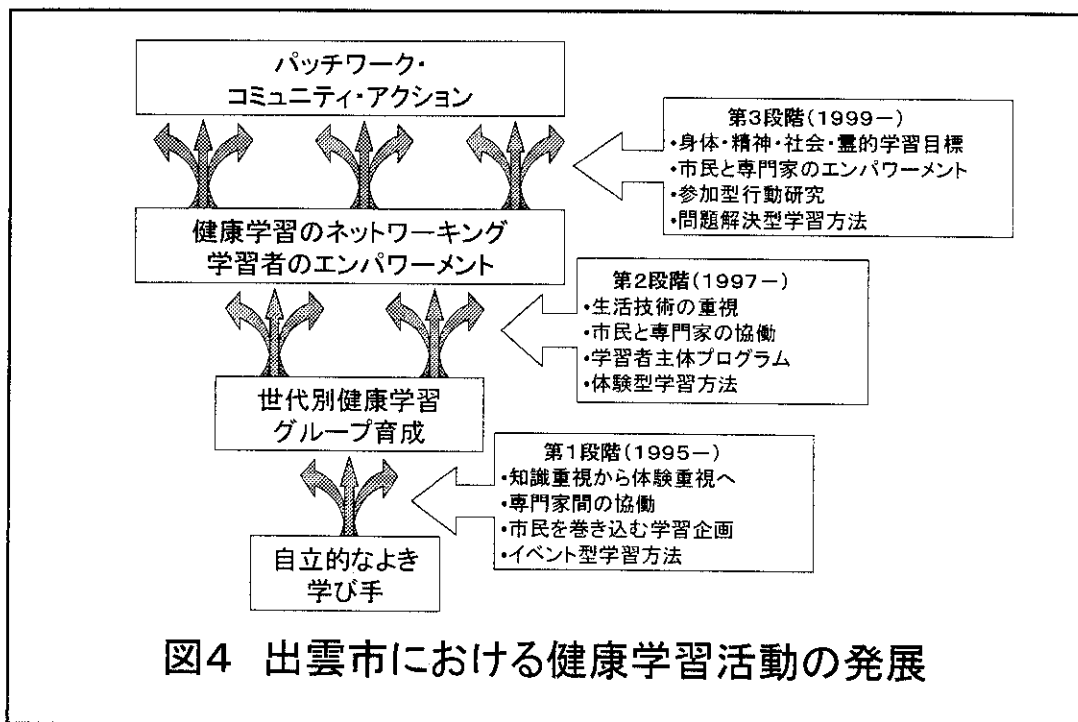 パッチワーク・
コミュニティ・アクション
第3段階(1999－)
・身体・精神・社会・霊的学習目標
・市民と専門家のエンパワーメント
・参加型行動研究
・問題解決型学習方法
健康学習のネットワーキング
学習者のエンパワーメント
第2段階(1997－)
・生活技術の重視
・市民と専門家の協働
・学習者主体プログラム
・体験型学習方法
世代別健康学習
グループ育成
第1段階(1995－)
・知識重視から体験重視へ
・専門家間の協働
・市民を巻き込む学習企画
・イベント型学習方法
自立的なよき
学び手
図4 出雲市における健康学習活動の発展